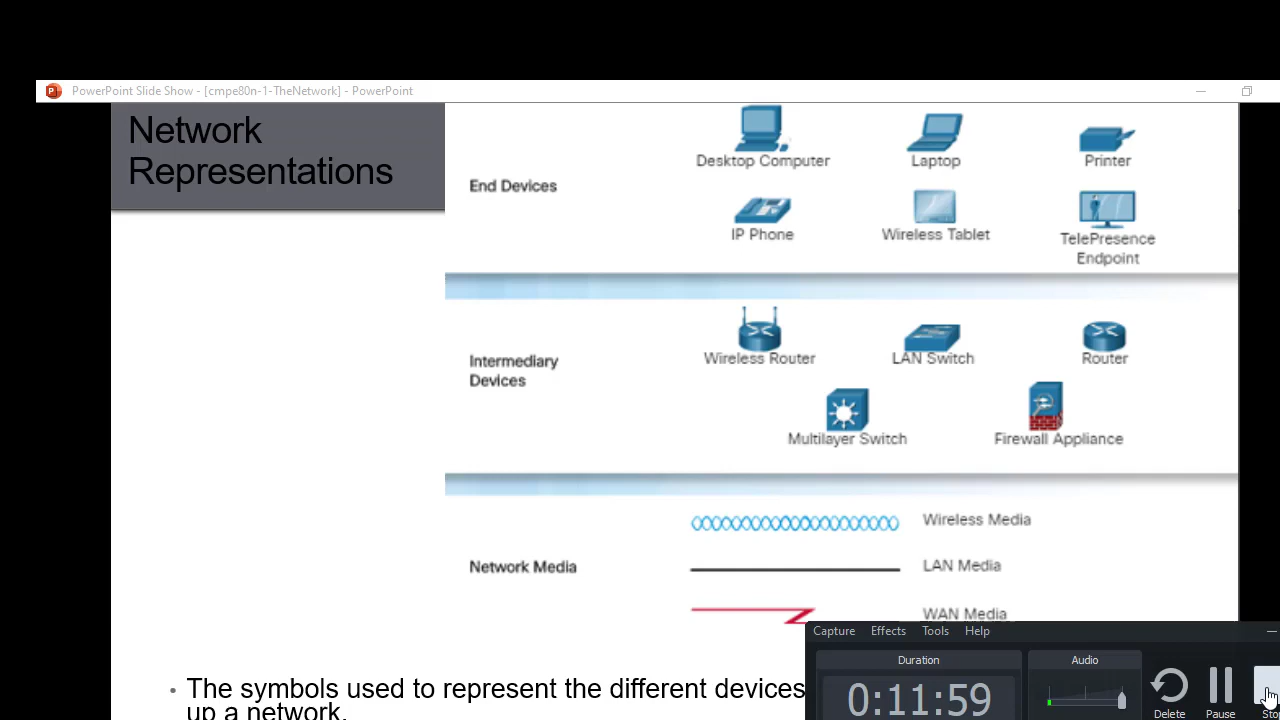 PowerPoint Slide Show - [cmpe80n-1-TheNetwork] - PowerPoint
Network
Representations
End Devices
Desktop Computer
Laptop
Printer
IP Phone
Wireless Tablet
TelePresence
Endpoint
Intermediary
Devices
Wireless Router
LAN Switch
Router
Multilayer Switch
Firewall Appliance
Network Media
Wireless Media
LAN Media
WAN Media
• The symbols used to represent the different devices
up a network.
Capture Effects Tools Help
Duration
0:11:59
Audio
Delete
Pause